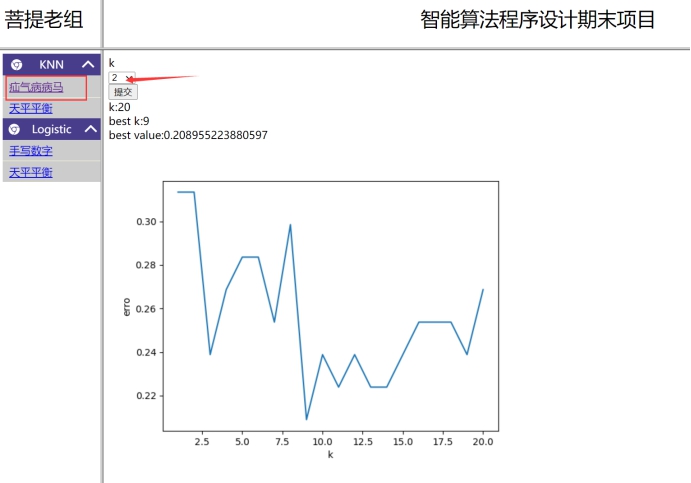 菩提老组
智能算法程序设计期末项目
KNN
疝气病病马
天平平衡
Logistic
手写数字
天平平衡
k
2
提交
k:20
best k:9
best value:0.208955223880597
0.30
0.28
0.26
0.24
0.22
erro
2.5 5.0 7.5 10.0 12.5 15.0 17.5 20.0
k